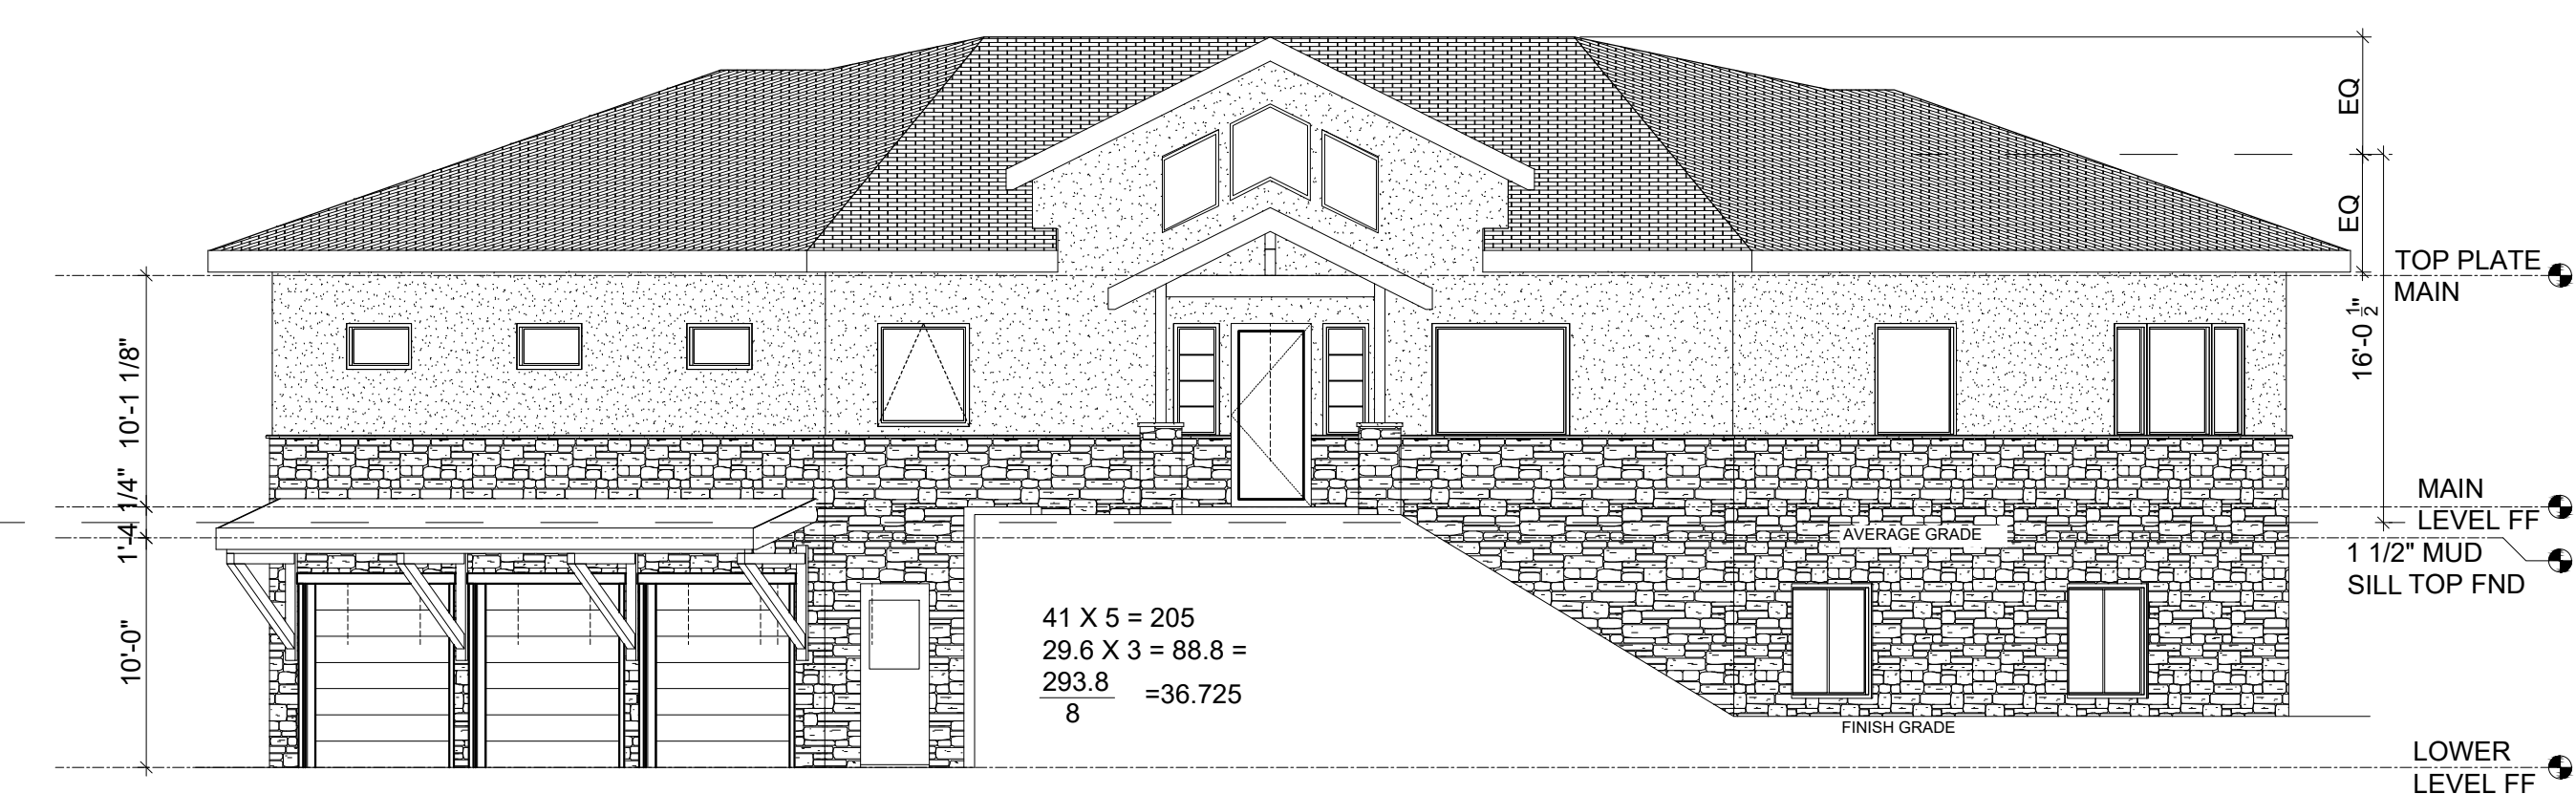 EQ
EQ
TOP PLATE
MAIN
16'-0 1/2"
10'-1 1/8"
1'-4 1/4"
10'-0"
MAIN
LEVEL FF
AVERAGE GRADE
1 1/2" MUD
SILL TOP FND
41 X 5 = 205
29.6 X 3 = 88.8 =
293.8
=36.725
8
FINISH GRADE
LOWER
LEVEL FF